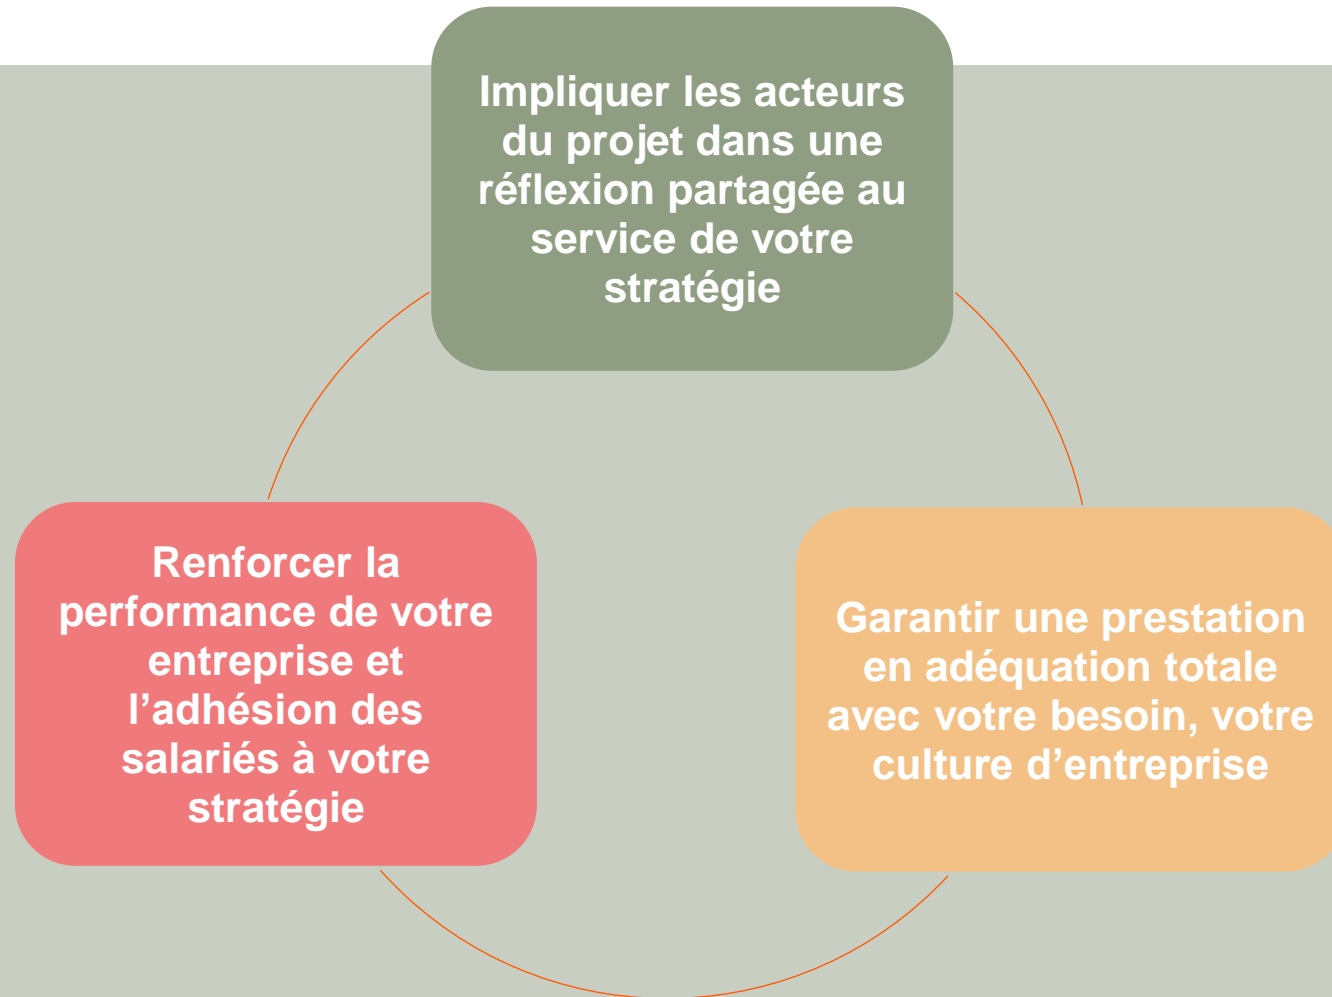 Impliquer les acteurs
du projet dans une
réflexion partagée au
service de votre
stratégie
Renforcer la
performance de votre
entreprise et
l’adhésion des
salariés à votre
stratégie
Garantir une prestation
en adéquation totale
avec votre besoin, votre
culture d’entreprise